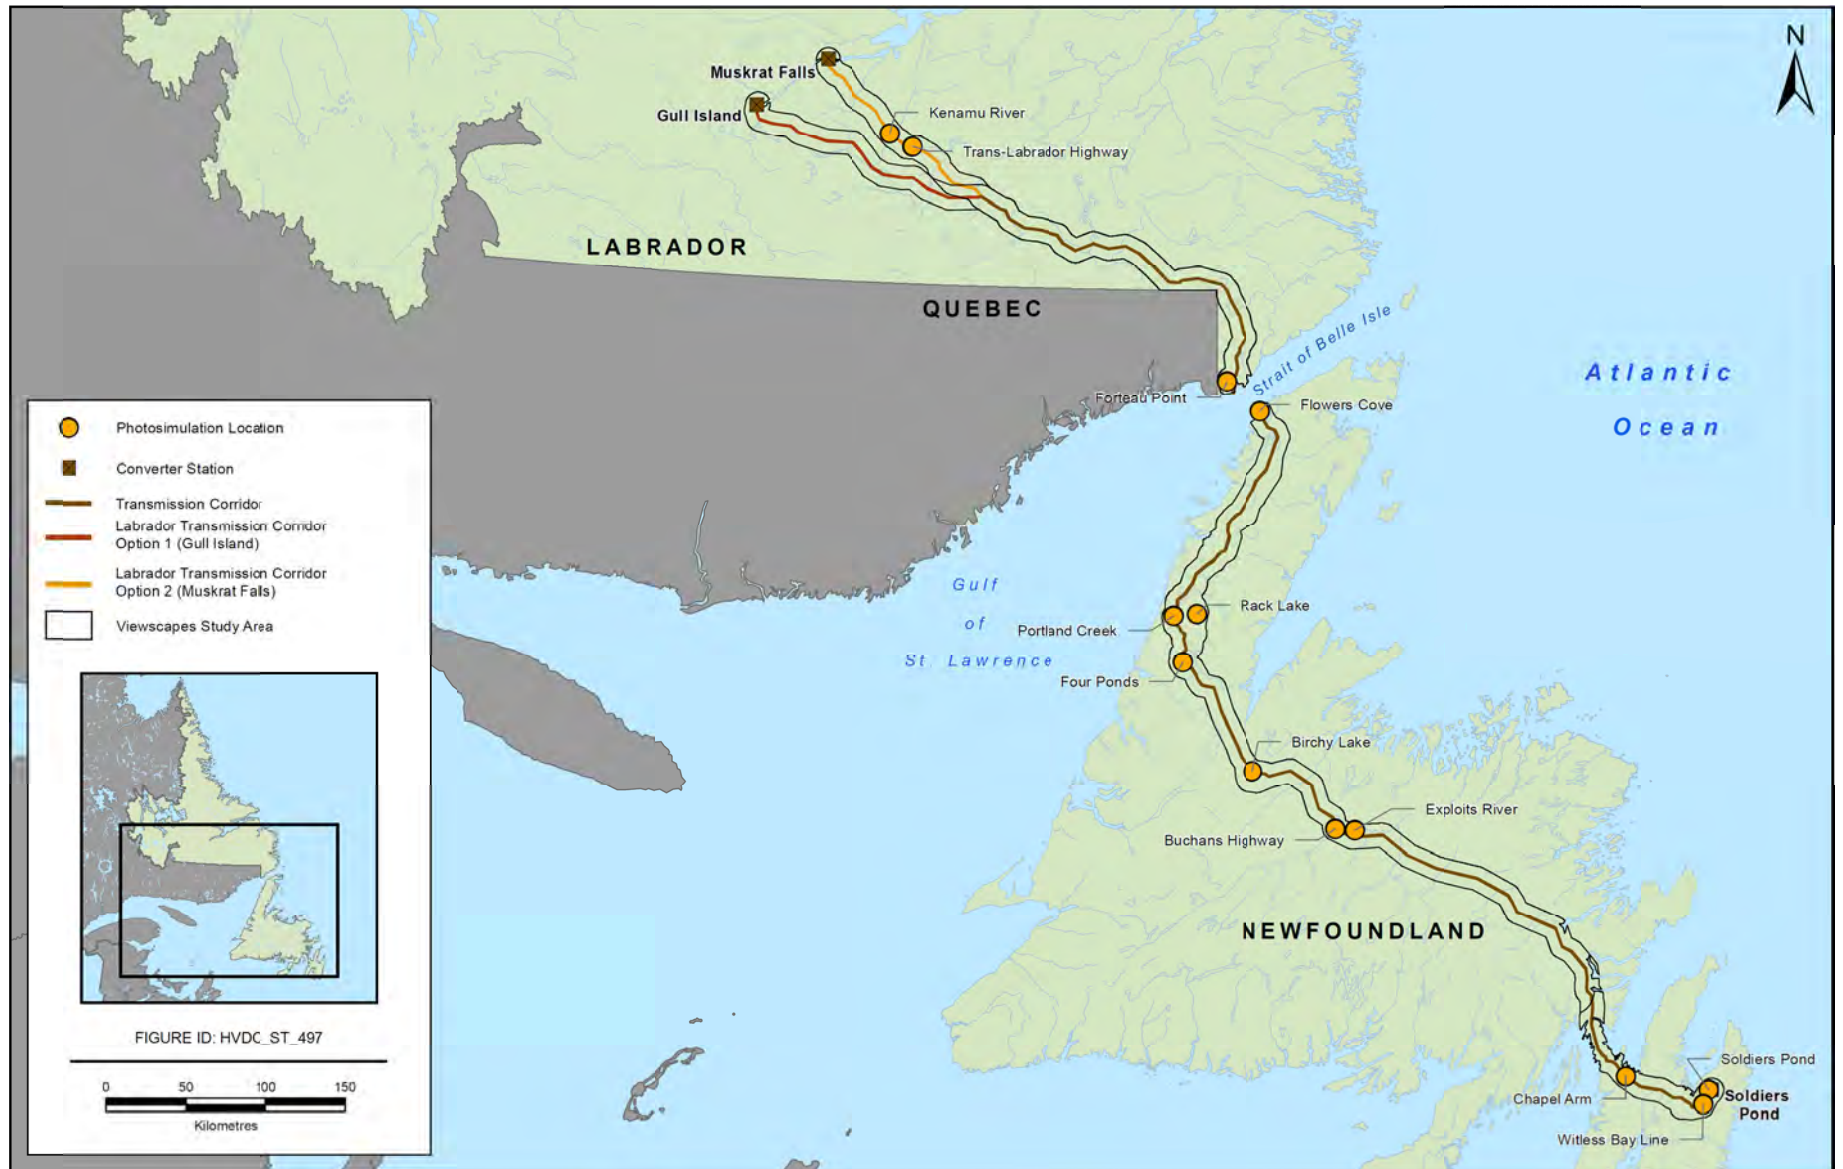 N
Muskrat Falls
Gull Island
Kenamu River
Trans-Labrador Highway
LABRADOR
QUEBEC
Strait of Belle Isle
Atlantic
Ocean
Forteau Point
Flowers Cove
Photosimulation Location
Converter Station
Transmission Corridor
Labrador Transmission Corridor
Option 1 (Gull Island)
Labrador Transmission Corridor
Option 2 (Muskrat Falls)
Viewscapes Study Area
Gulf
of
St. Lawrence
Rack Lake
Portland Creek
Four Ponds
Birchy Lake
Exploits River
Buchans Highway
NEWFOUNDLAND
FIGURE ID: HVDC_ST_497
0 50 100 150
Kilometres
Soldiers Pond
Chapel Arm
Soldiers
Pond
Witless Bay Line